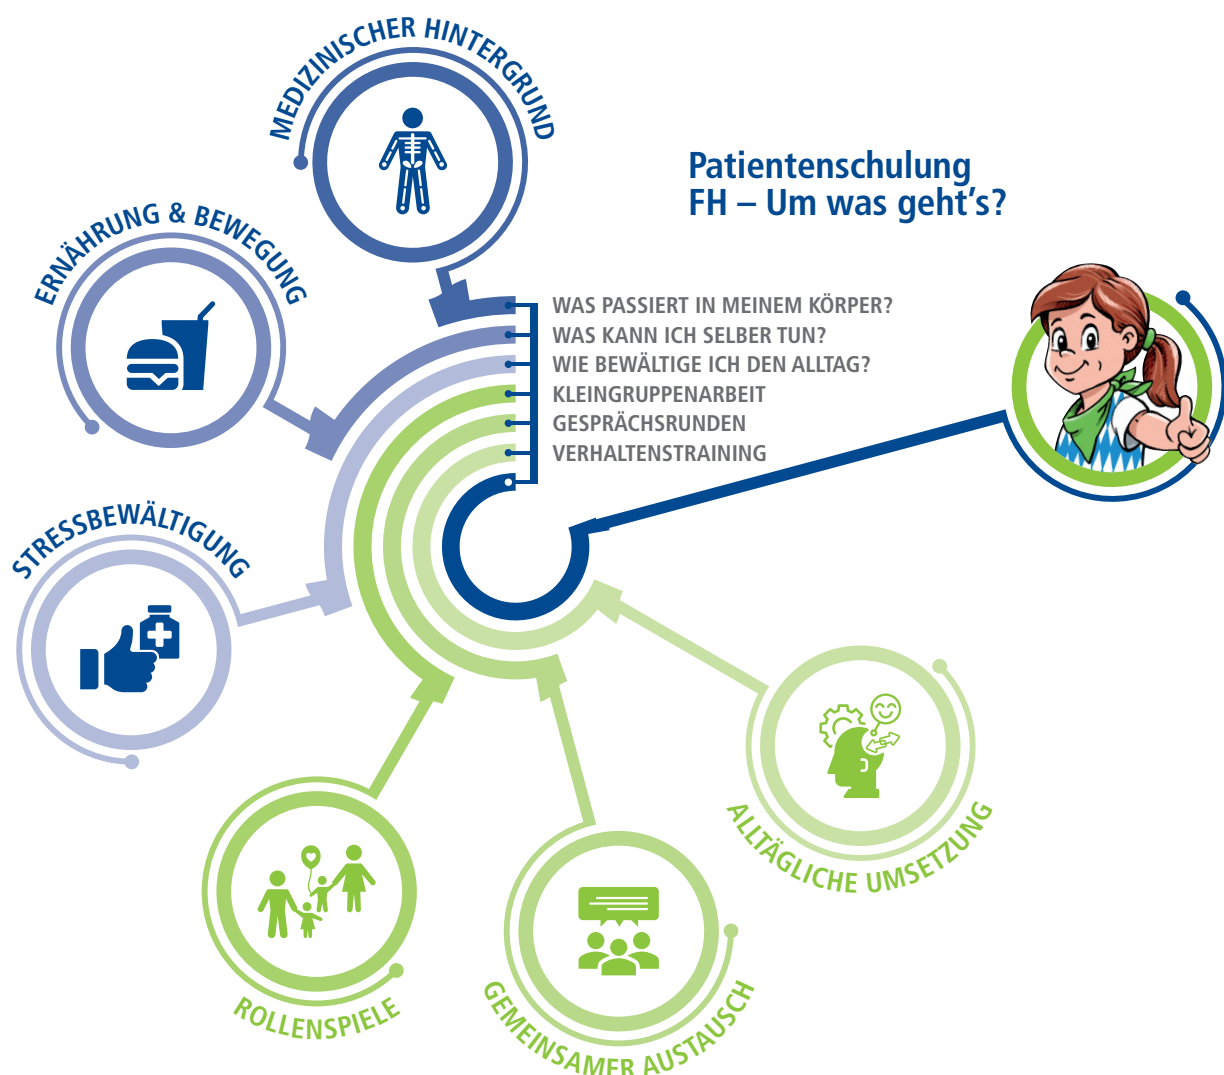 MEDIZINISCHER HINTERGRUND
Patientenschulung
FH – Um was geht's?
ERNÄHRUNG & BEWEGUNG
WAS PASSIERT IN MEINEM KÖRPER?
WAS KANN ICH SELBER TUN?
WIE BEWÄLTIGE ICH DEN ALLTAG?
KLEINGRUPPENARBEIT
GESPRÄCHSRUNDEN
VERHALTENSTRAINING
STRESSBEWÄLTIGUNG
ALLTÄGLICHE UMSETZUNG
ROLLENSPIELE
GEMEINSAMER AUSTAUSCH